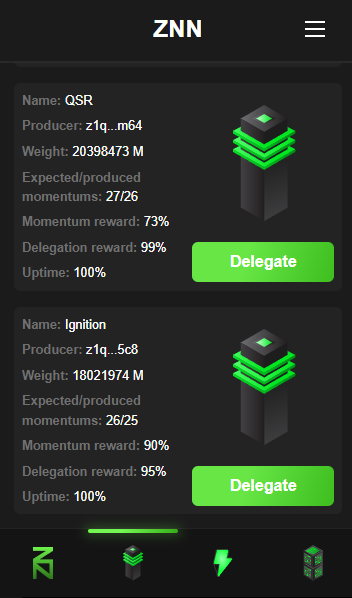 ZNN
Name: QSR
Producer: z1q...m64
Weight: 20398473 M
Expected/produced
momentums: 27/26
Momentum reward: 73%
Delegation reward: 99%
Uptime: 100%
Delegate
Name: Ignition
Producer: z1q...5c8
Weight: 18021974 M
Expected/produced
momentums: 26/25
Momentum reward: 90%
Delegation reward: 95%
Uptime: 100%
Delegate